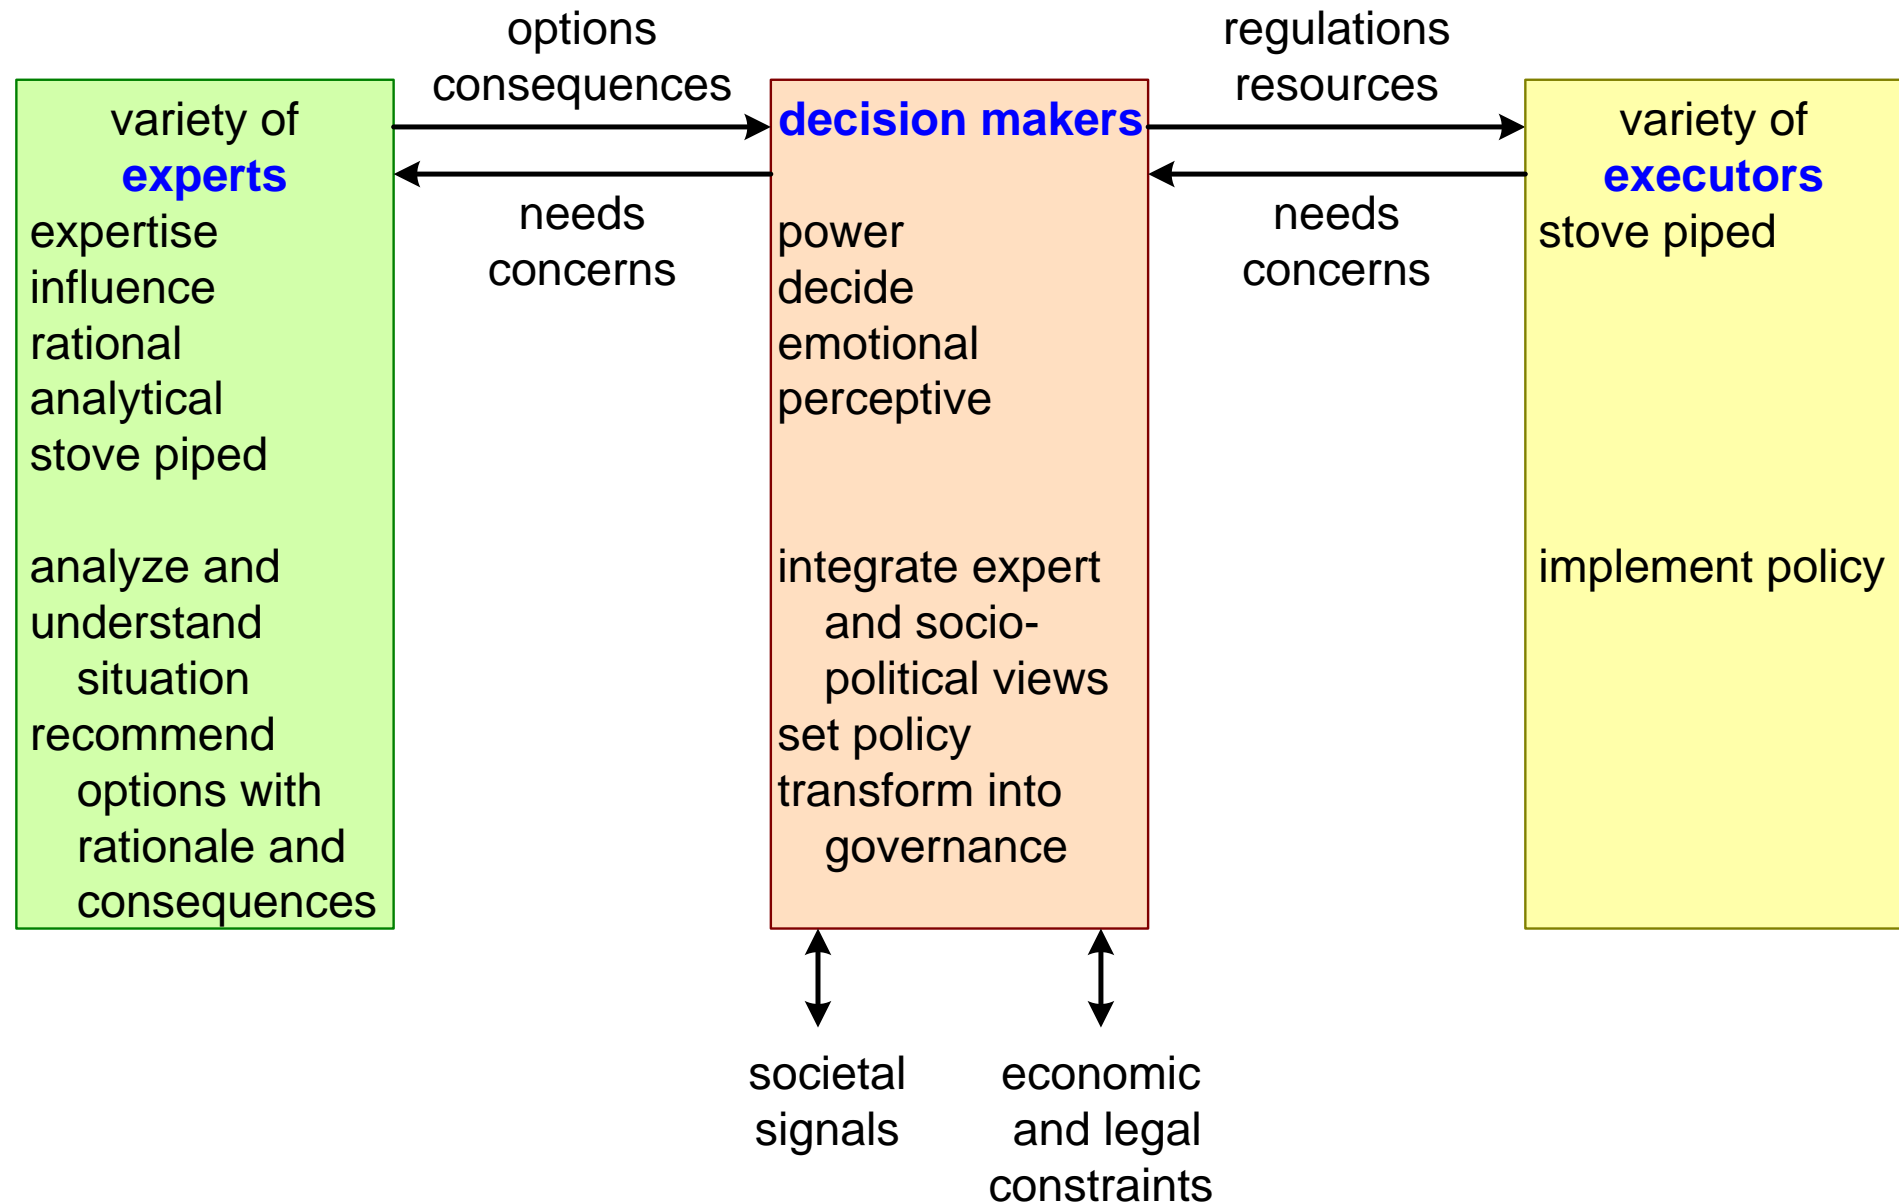 options
consequences
regulations
resources
variety of
experts
expertise
influence
rational
analytical
stove piped
analyze and
understand
situation
recommend
options with
rationale and
consequences
needs
concerns
decision makers
power
decide
emotional
perceptive
integrate expert
and socio-
political views
set policy
transform into
governance
needs
concerns
variety of
executors
stove piped
implement policy
societal
signals
economic
and legal
constraints